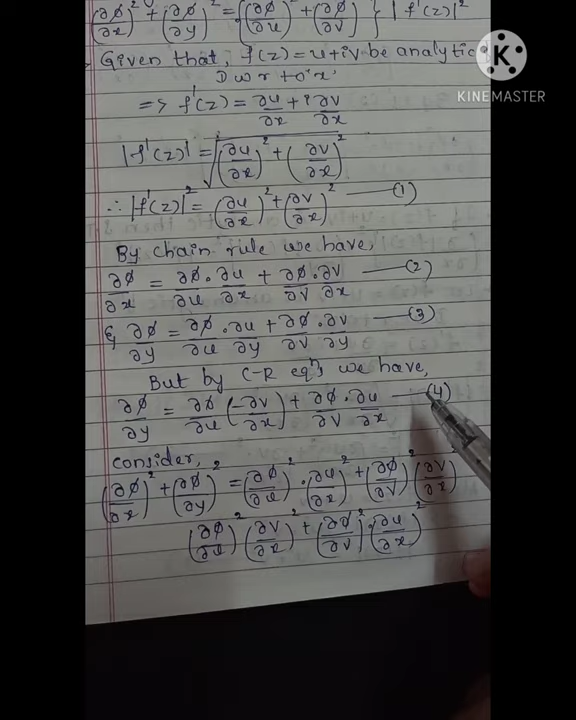 (∂ϕ/∂x)² + (∂ϕ/∂y)² = {(∂ϕ/∂u)² + (∂ϕ/∂v)²} |f'(z)|²
Given that, f(z) = u+iv be analytic
D w r to 'x'
KINEMASTER
=> f'(z) = ∂u/∂x + i ∂v/∂x
|f'(z)| = √((∂u/∂x)² + (∂v/∂x)²)
∴ |f'(z)|² = (∂u/∂x)² + (∂v/∂x)² —(1)
By chain rule we have,
∂ϕ/∂x = ∂ϕ/∂u · ∂u/∂x + ∂ϕ/∂v · ∂v/∂x —(2)
& ∂ϕ/∂y = ∂ϕ/∂u · ∂u/∂y + ∂ϕ/∂v · ∂v/∂y —(3)
But by C-R eqⁿs we have,
∂ϕ/∂y = ∂ϕ/∂u (-∂v/∂x) + ∂ϕ/∂v · ∂u/∂x —(4)
consider,
(∂ϕ/∂x)² + (∂ϕ/∂y)² = (∂ϕ/∂u)² · (∂u/∂x)² + (∂ϕ/∂v)² (∂v/∂x)²
(∂ϕ/∂u)² (∂v/∂x)² + (∂ϕ/∂v)² · (∂u/∂x)²